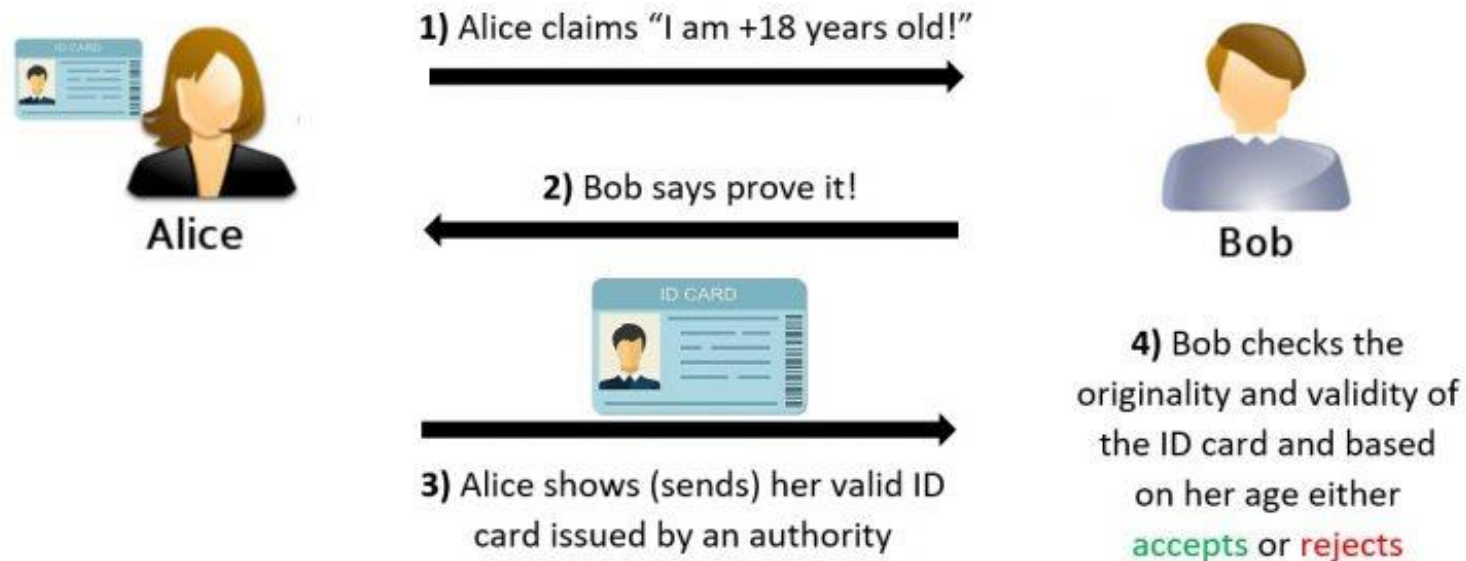 ID CARD
1) Alice claims “I am +18 years old!”
2) Bob says prove it!
Alice
Bob
ID CARD
3) Alice shows (sends) her valid ID
card issued by an authority
4) Bob checks the
originality and validity of
the ID card and based
on her age either
accepts or rejects